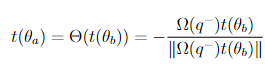 t(θ_a) = Θ(t(θ_b)) = − Ω(q⁻)t(θ_b) / ‖Ω(q⁻)t(θ_b)‖